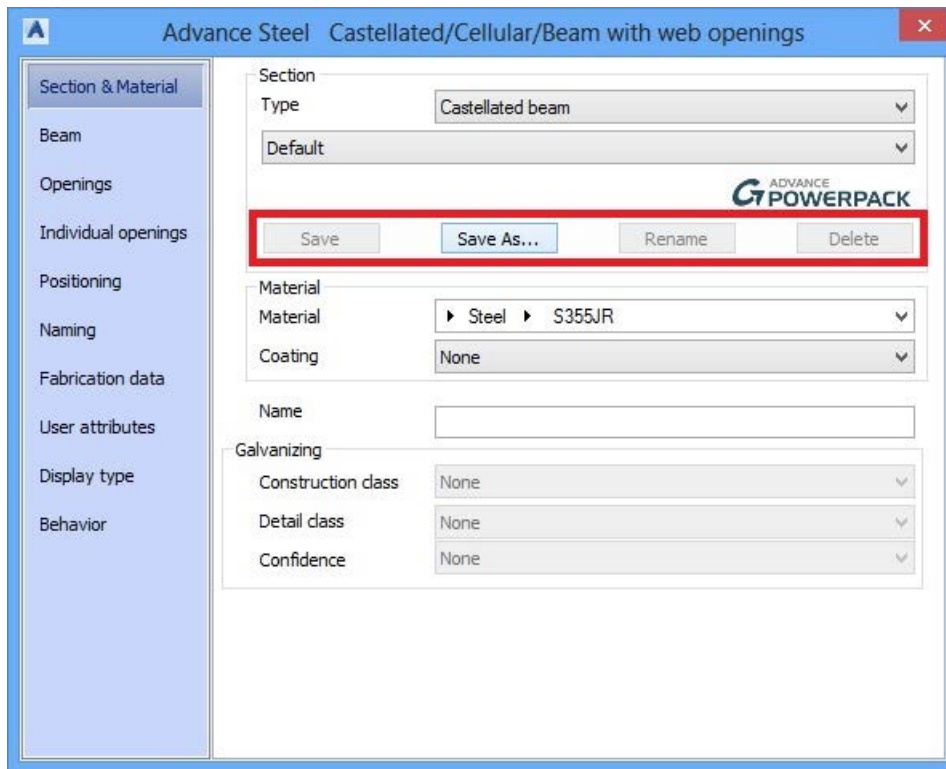 Advance Steel Castellated/Cellular/Beam with web openings
Section & Material
Beam
Openings
Individual openings
Positioning
Naming
Fabrication data
User attributes
Display type
Behavior
Section
Type Castellated beam
Default
ADVANCE
POWERPACK
Save Save As... Rename Delete
Material
Material Steel S355JR
Coating None
Name
Galvanizing
Construction class None
Detail class None
Confidence None